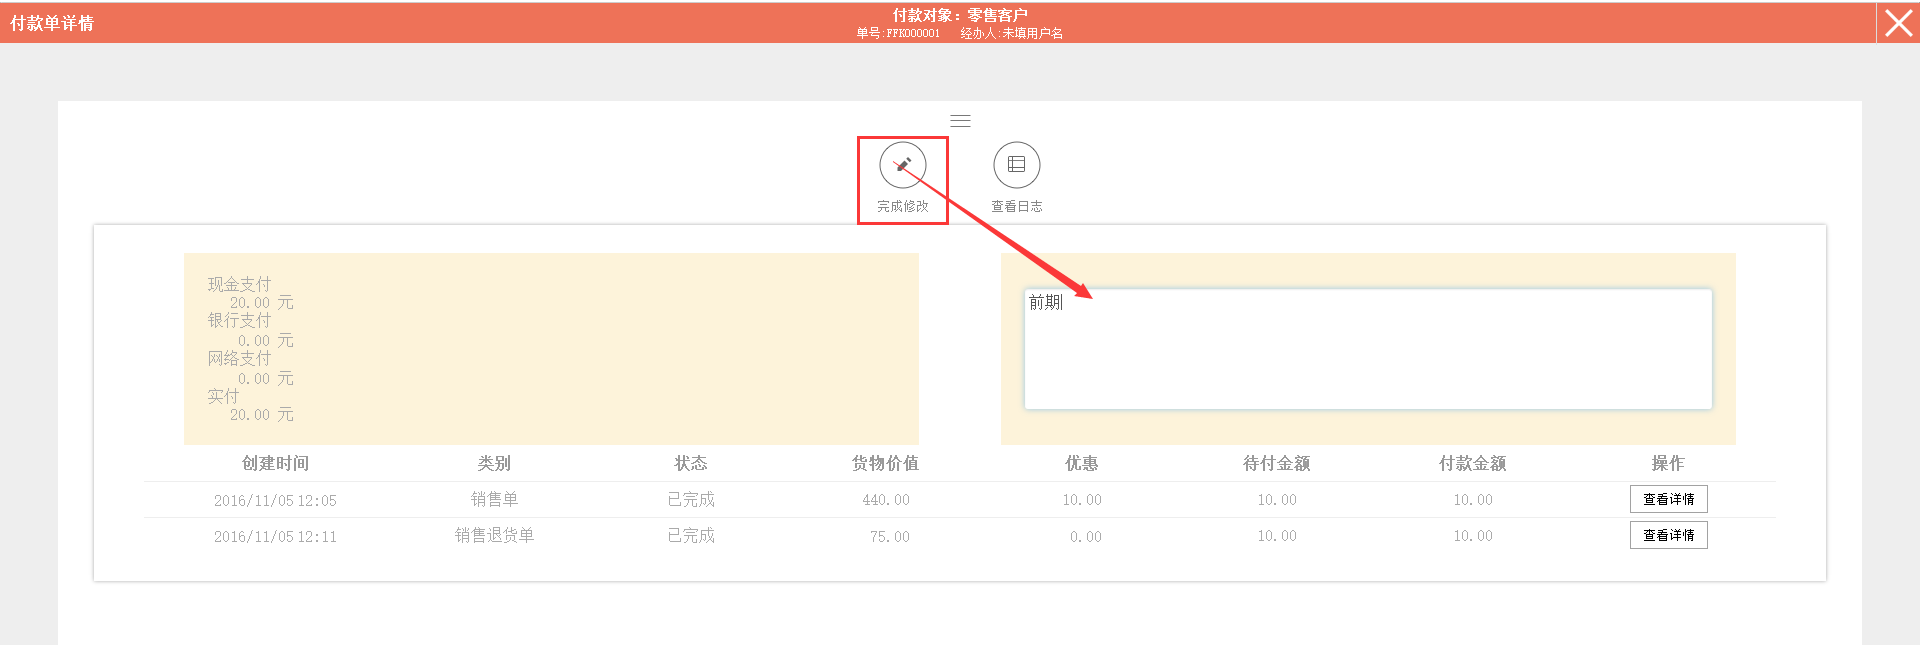 付款单详情
付款对象：零售客户
单号:FFK000001 经办人:未填用户名
完成修改 查看日志
现金支付
20.00 元
银行支付
0.00 元
网络支付
0.00 元
实付
20.00 元
前期
创建时间 类别 状态 货物价值 优惠 待付金额 付款金额 操作
2016/11/05 12:05 销售单 已完成 440.00 10.00 10.00 10.00 查看详情
2016/11/05 12:11 销售退货单 已完成 75.00 0.00 10.00 10.00 查看详情